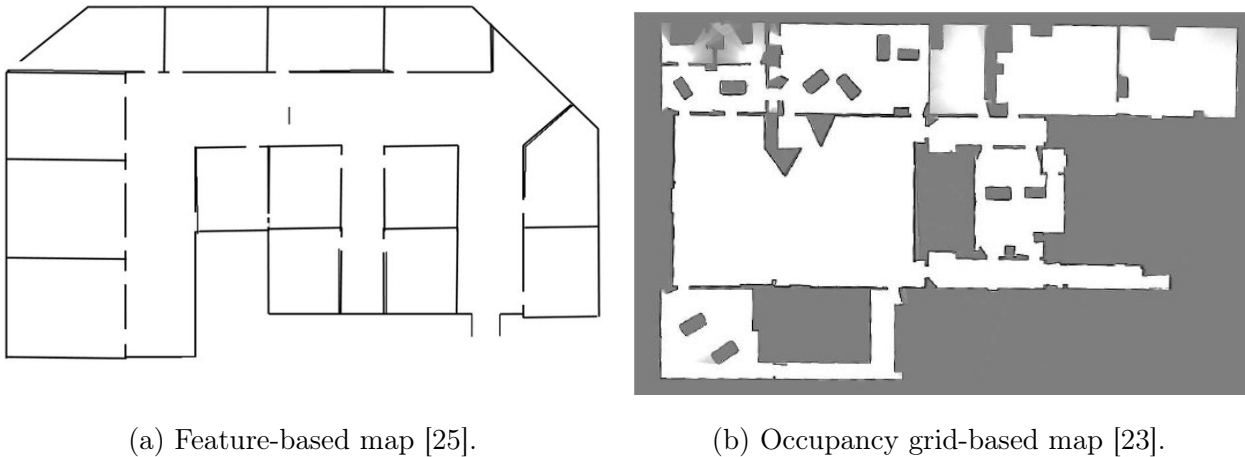 (a) Feature-based map [25].
(b) Occupancy grid-based map [23].